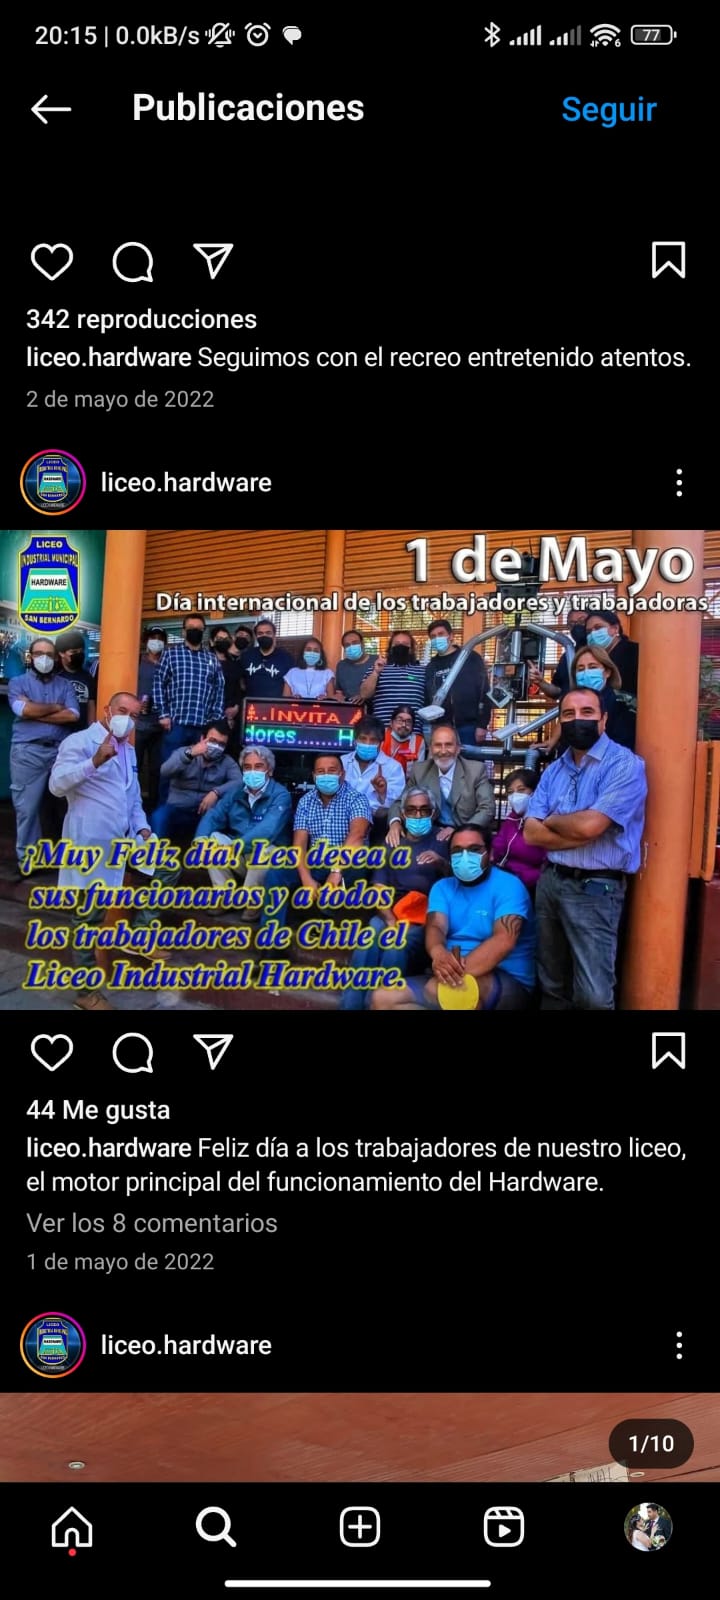 20:15 | 0.0kB/s
77
Publicaciones
Seguir
342 reproducciones
liceo.hardware Seguimos con el recreo entretenido atentos.
2 de mayo de 2022
liceo.hardware
LICEO
INDUSTRIAL MUNICIPAL
HARDWARE
SAN BERNARDO
1 de Mayo
Día internacional de los trabajadores y trabajadoras
...INVITA A
dores.......H
¡Muy Feliz día! Les desea a
sus funcionarios y a todos
los trabajadores de Chile el
Liceo Industrial Hardware.
44 Me gusta
liceo.hardware Feliz día a los trabajadores de nuestro liceo,
el motor principal del funcionamiento del Hardware.
Ver los 8 comentarios
1 de mayo de 2022
liceo.hardware
1/10